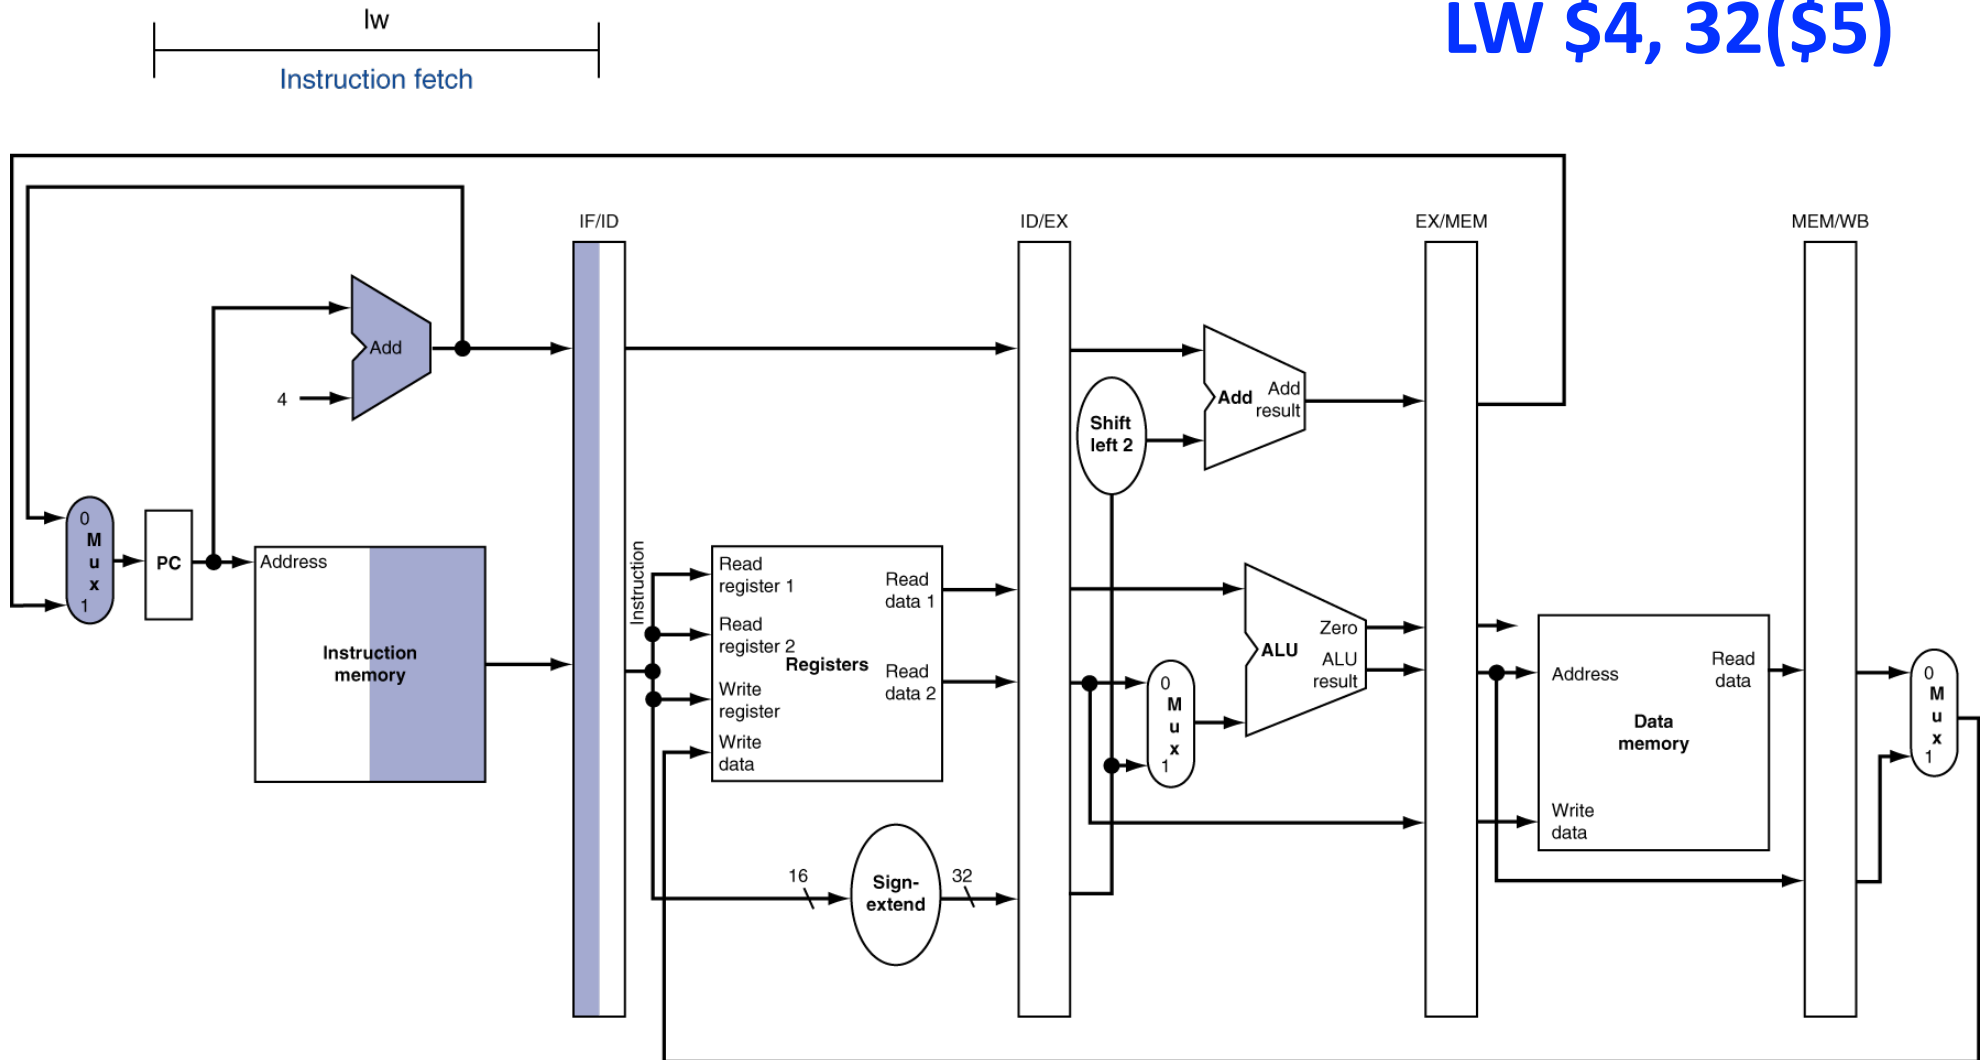 lw
LW $4, 32($5)
Instruction fetch
IF/ID
ID/EX
EX/MEM
MEM/WB
Add
4
Add
Add
result
Shift
left 2
0
M
u
x
1
PC
Address
Instruction
memory
Instruction
Read
register 1
Read
register 2
Write
register
Write
data
Registers
Read
data 1
Read
data 2
16
Sign-
extend
32
0
M
u
x
1
ALU
Zero
ALU
result
Address
Read
data
Data
memory
Write
data
0
M
u
x
1